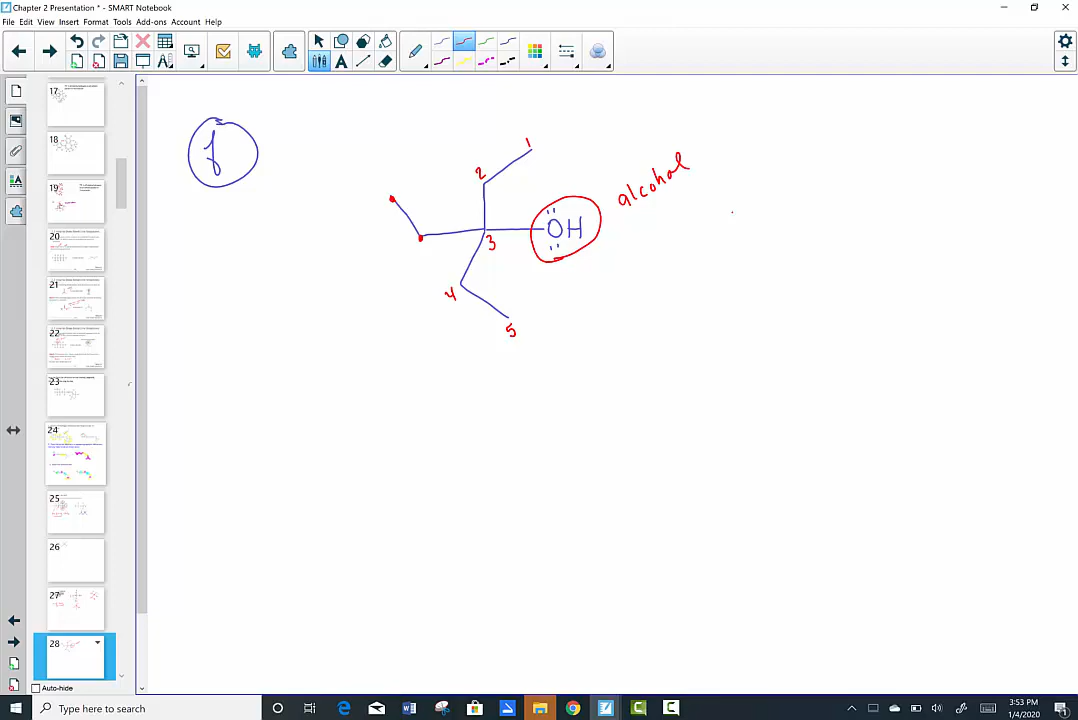 Chapter 2 Presentation * - SMART Notebook
File Edit View Insert Format Tools Add-ons Account Help
17
18
19
20
21
22
23
24
25
26
27
28
Auto-hide
f
1
2
3
4
5
OH
alcohol
Type here to search
3:53 PM
1/4/2020
1